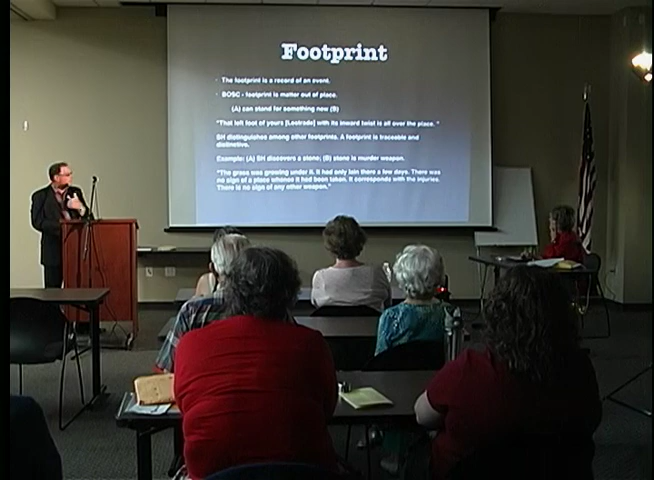 Footprint
· The footprint is a record of an event.
· BOSC - footprint is matter out of place.
(A) can stand for something new (B)
"That left foot of yours [Lestrade] with its inward twist is all over the place. "
SH distinguishes among other footprints. A footprint is traceable and
distinctive.
Example: (A) SH discovers a stone; (B) stone is murder weapon.
"The grass was growing under it. It had only lain there a few days. There was
no sign of a place whence it had been taken. It corresponds with the injuries.
There is no sign of any other weapon."